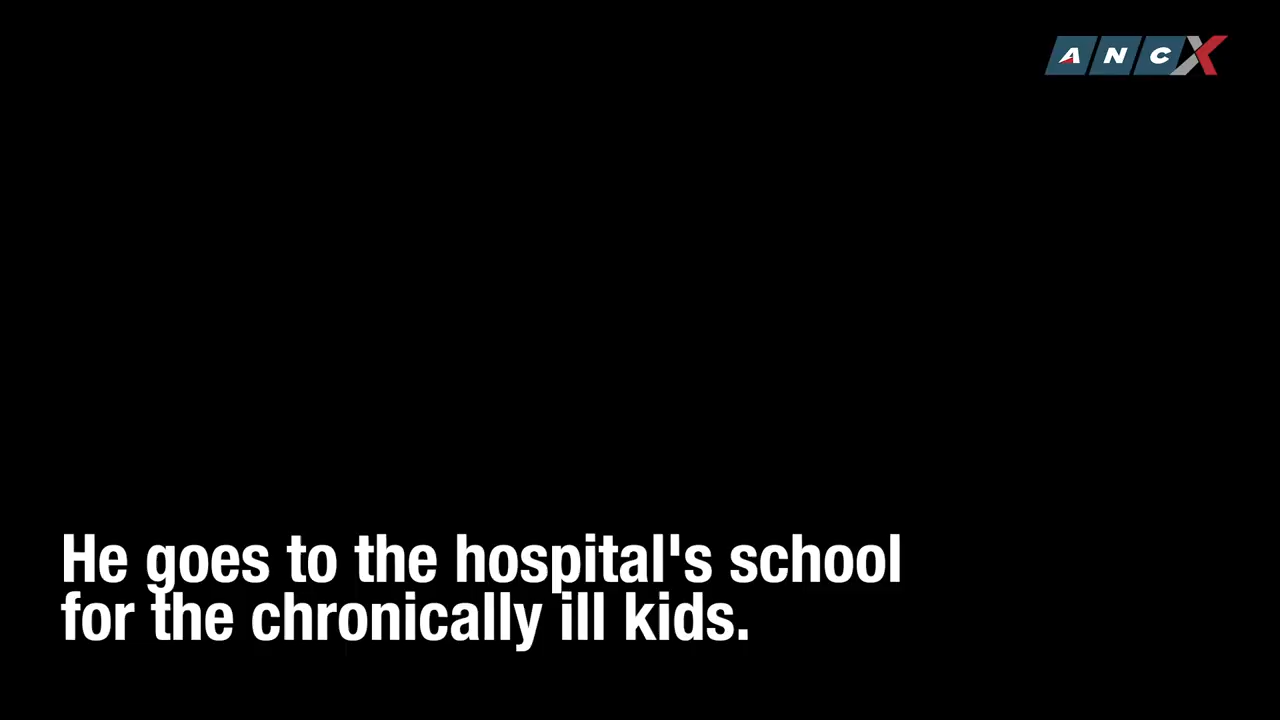 ANCX
He goes to the hospital's school
for the chronically ill kids.